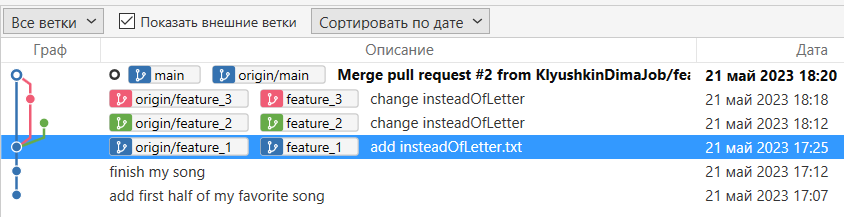 Все ветки Показать внешние ветки Сортировать по дате
Граф Описание Дата
main origin/main Merge pull request #2 from KlyushkinDimaJob/fea 21 май 2023 18:20
origin/feature_3 feature_3 change insteadOfLetter 21 май 2023 18:18
origin/feature_2 feature_2 change insteadOfLetter 21 май 2023 18:12
origin/feature_1 feature_1 add insteadOfLetter.txt 21 май 2023 17:25
finish my song 21 май 2023 17:12
add first half of my favorite song 21 май 2023 17:07